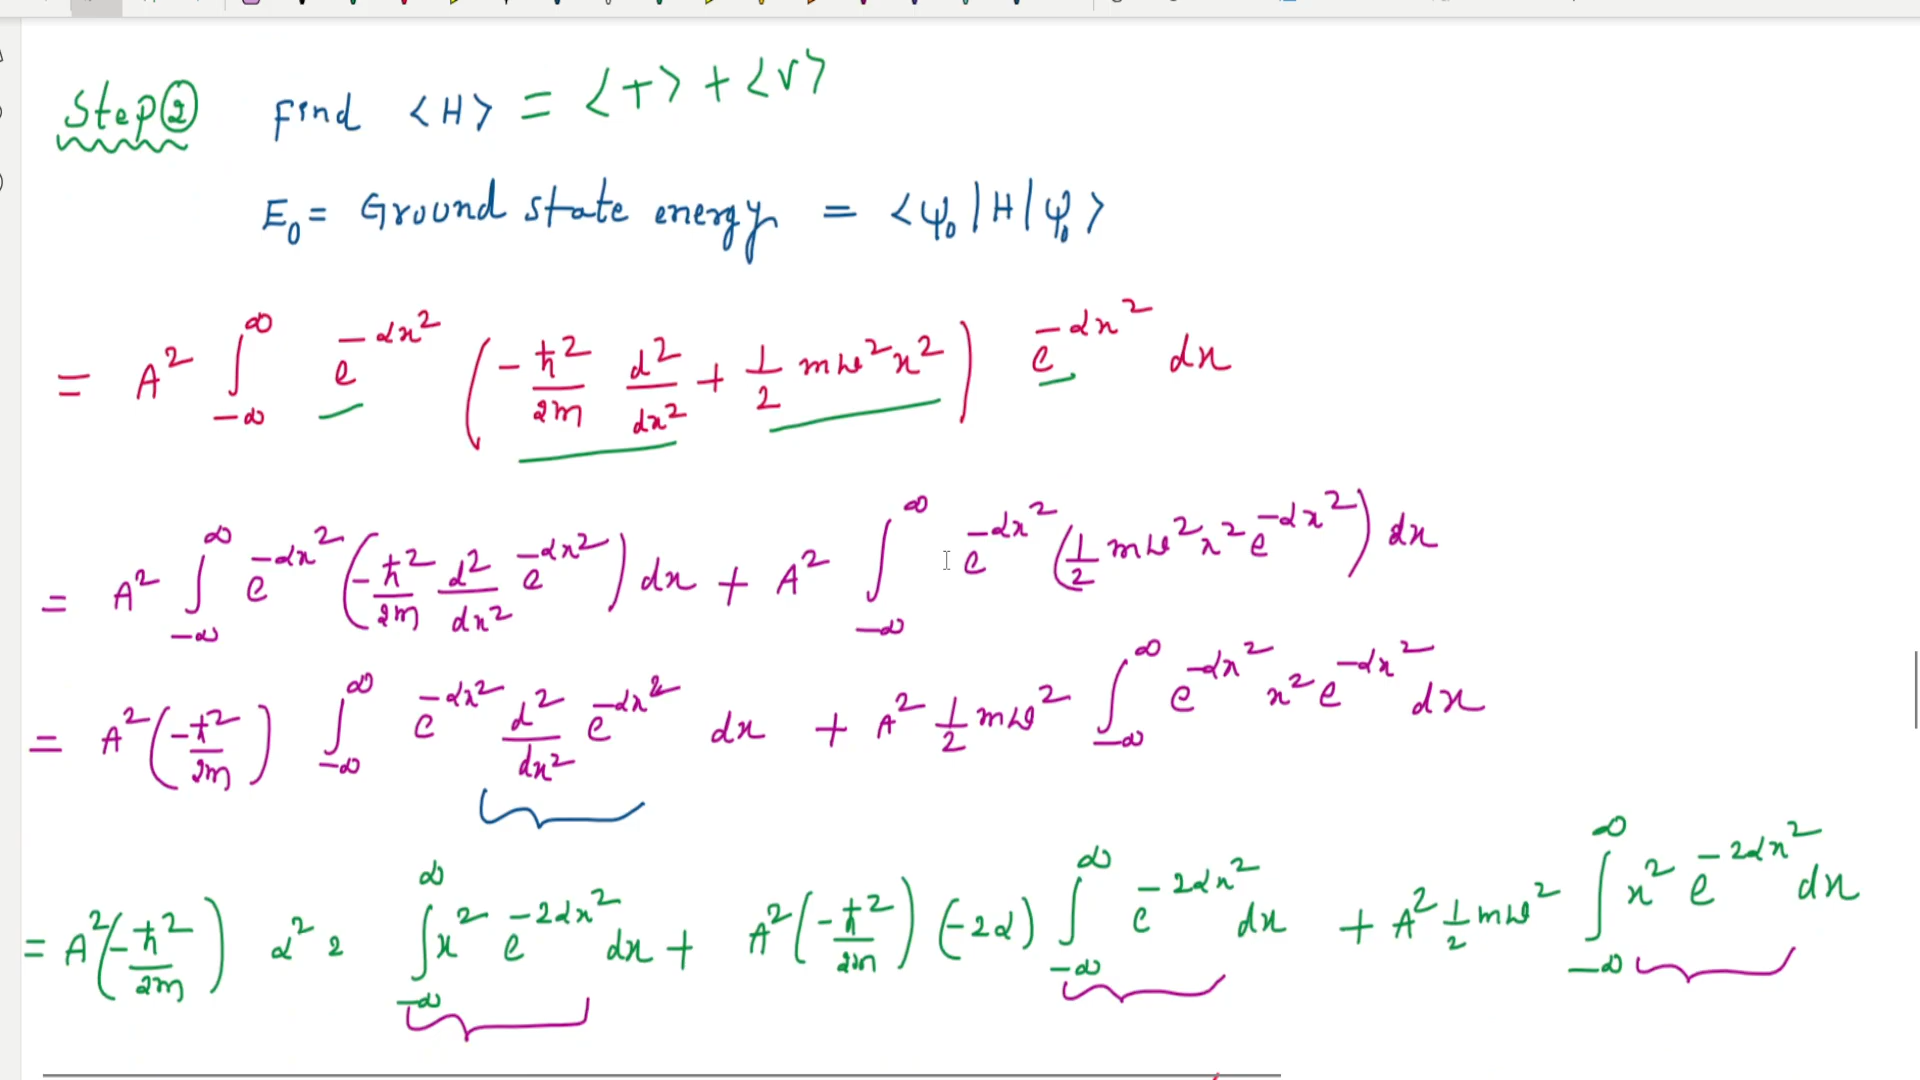 Step② Find <H> = <T> + <V>
E₀ = Ground state energy = <ψ₀|H|ψ₀>
= A² ∫_{-∞}^{∞} e^{-αx²} (-ℏ²/2m d²/dx² + 1/2 mω²x²) e^{-αx²} dx
= A² ∫_{-∞}^{∞} e^{-αx²} (-ℏ²/2m d²/dx² e^{-αx²}) dx + A² ∫_{-∞}^{∞} e^{-αx²} (1/2 mω²x² e^{-αx²}) dx
= A² (-ℏ²/2m) ∫_{-∞}^{∞} e^{-αx²} d²/dx² e^{-αx²} dx + A² 1/2 mω² ∫_{-∞}^{∞} e^{-αx²} x² e^{-αx²} dx
= A² (-ℏ²/2m) α² 2 ∫_{-∞}^{∞} x² e^{-2αx²} dx + A² (-ℏ²/2m) (-2α) ∫_{-∞}^{∞} e^{-2αx²} dx + A² 1/2 mω² ∫_{-∞}^{∞} x² e^{-2αx²} dx